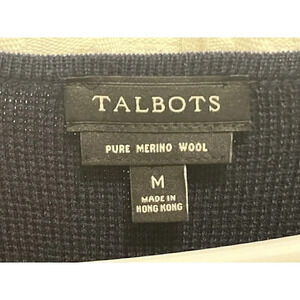 TALBOTS
PURE MERINO WOOL
M
MADE IN
HONG KONG